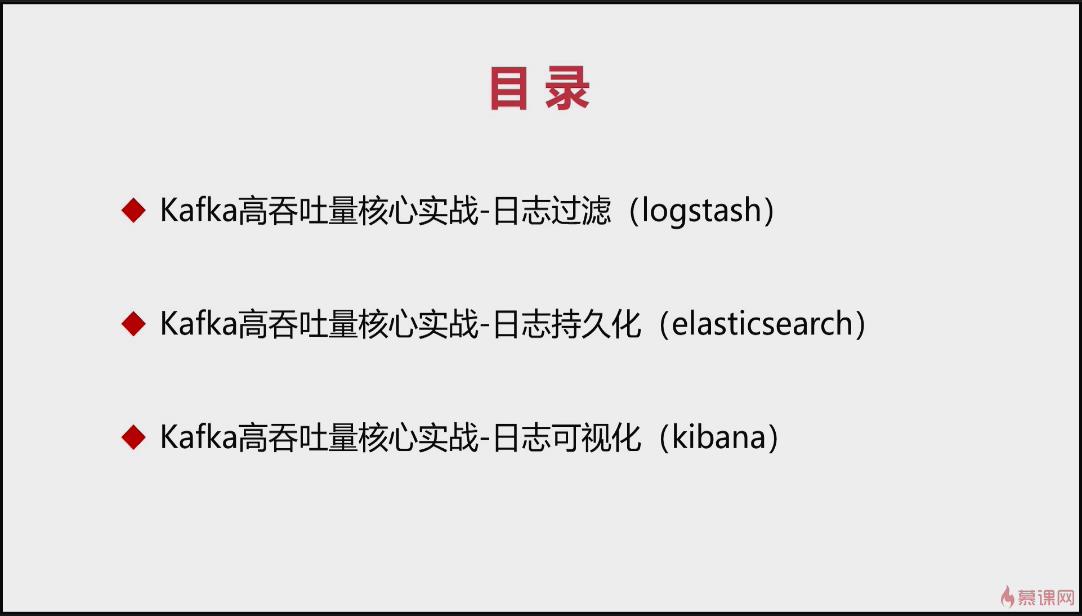 目 录
Kafka高吞吐量核心实战-日志过滤（logstash）
Kafka高吞吐量核心实战-日志持久化（elasticsearch）
Kafka高吞吐量核心实战-日志可视化（kibana）
慕课网